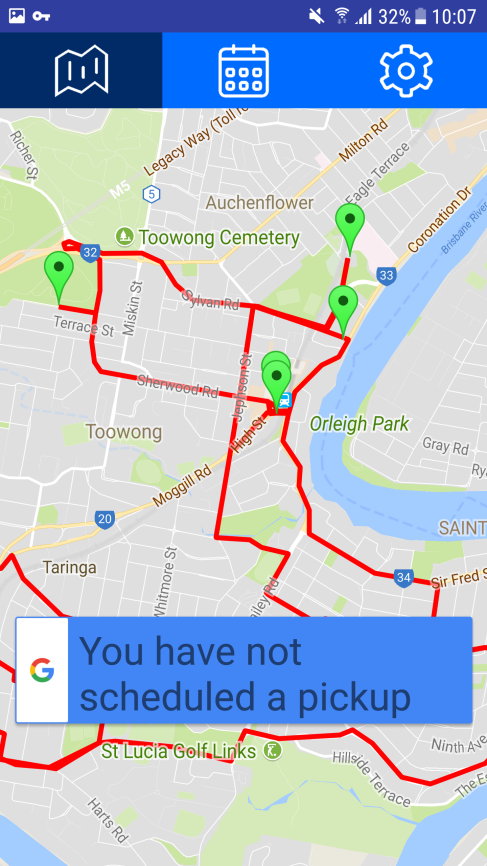 32% 10:07
Richer St
Legacy Way (Toll
Milton Rd
M5
5
Eagle Terrace
Auchenflower
Coronation Dr
Brisbane River
Toowong Cemetery
32
33
Miskin St
Sylvan Rd
Terrace St
Jephson St
Sherwood Rd
High St
Orleigh Park
Toowong
Gray Rd
Moggill Rd
20
SAINT
Taringa
Whitmore St
34
Sir Fred S
You have not
scheduled a pickup
St Lucia Golf Links
Ninth Ave
Hillside Terrace
Harts Rd